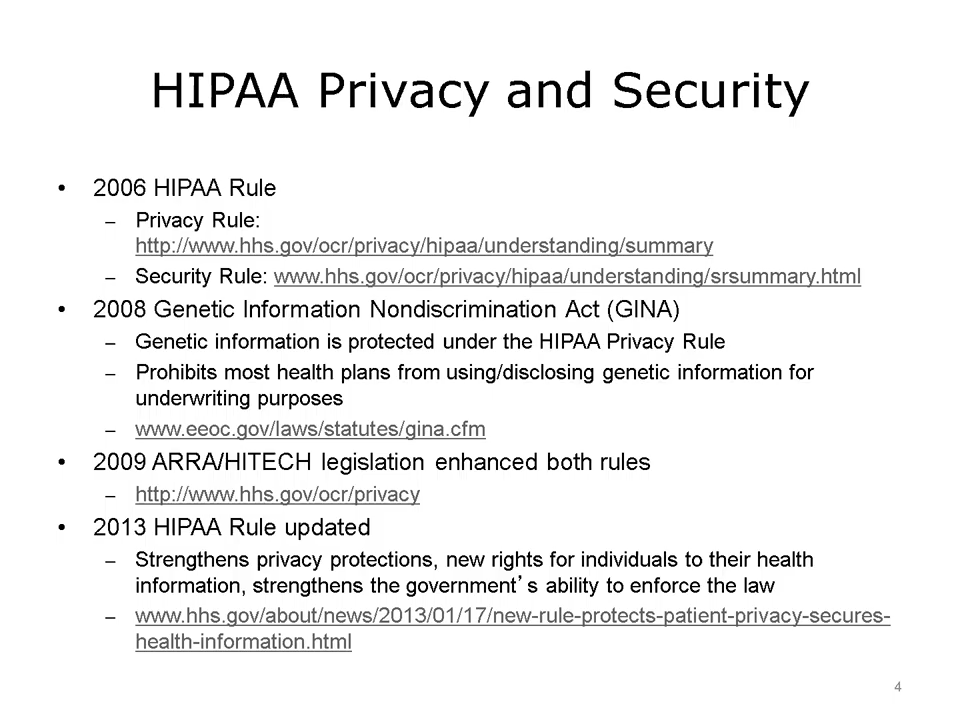 HIPAA Privacy and Security
• 2006 HIPAA Rule
– Privacy Rule:
http://www.hhs.gov/ocr/privacy/hipaa/understanding/summary
– Security Rule: www.hhs.gov/ocr/privacy/hipaa/understanding/srsummary.html
• 2008 Genetic Information Nondiscrimination Act (GINA)
– Genetic information is protected under the HIPAA Privacy Rule
– Prohibits most health plans from using/disclosing genetic information for
underwriting purposes
– www.eeoc.gov/laws/statutes/gina.cfm
• 2009 ARRA/HITECH legislation enhanced both rules
– http://www.hhs.gov/ocr/privacy
• 2013 HIPAA Rule updated
– Strengthens privacy protections, new rights for individuals to their health
information, strengthens the government’s ability to enforce the law
– www.hhs.gov/about/news/2013/01/17/new-rule-protects-patient-privacy-secures-
health-information.html
4